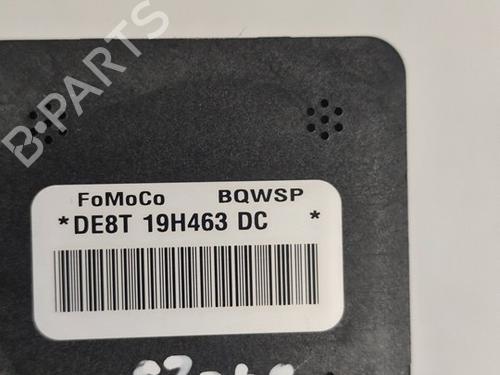 B-PARTS
FoMoCo BQWSP
*DE8T 19H463 DC *